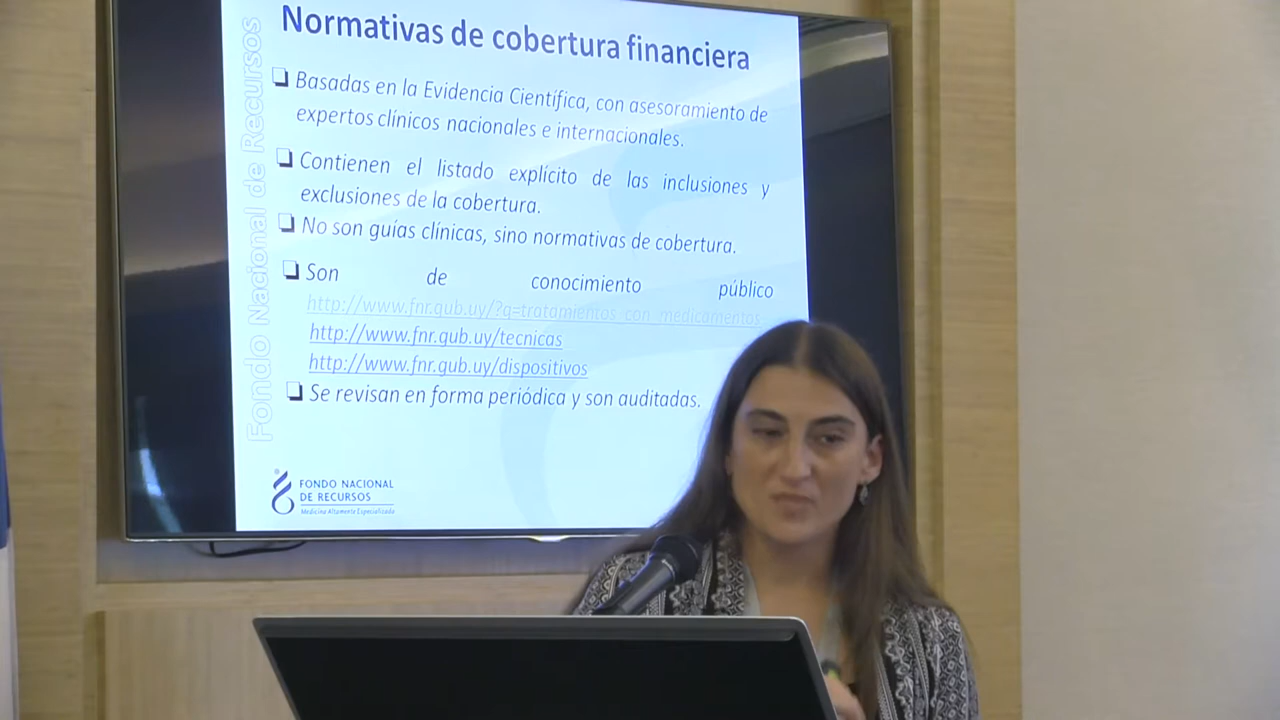 Normativas de cobertura financiera
Fondo Nacional de Recursos
Basadas en la Evidencia Científica, con asesoramiento de
expertos clínicos nacionales e internacionales.
Contienen el listado explícito de las inclusiones y
exclusiones de la cobertura.
No son guías clínicas, sino normativas de cobertura.
Son de conocimiento público
http://www.fnr.gub.uy/?q=tratamientos_con_medicamentos
http://www.fnr.gub.uy/tecnicas
http://www.fnr.gub.uy/dispositivos
Se revisan en forma periódica y son auditadas.
FONDO NACIONAL
DE RECURSOS
Medicina Altamente Especializada